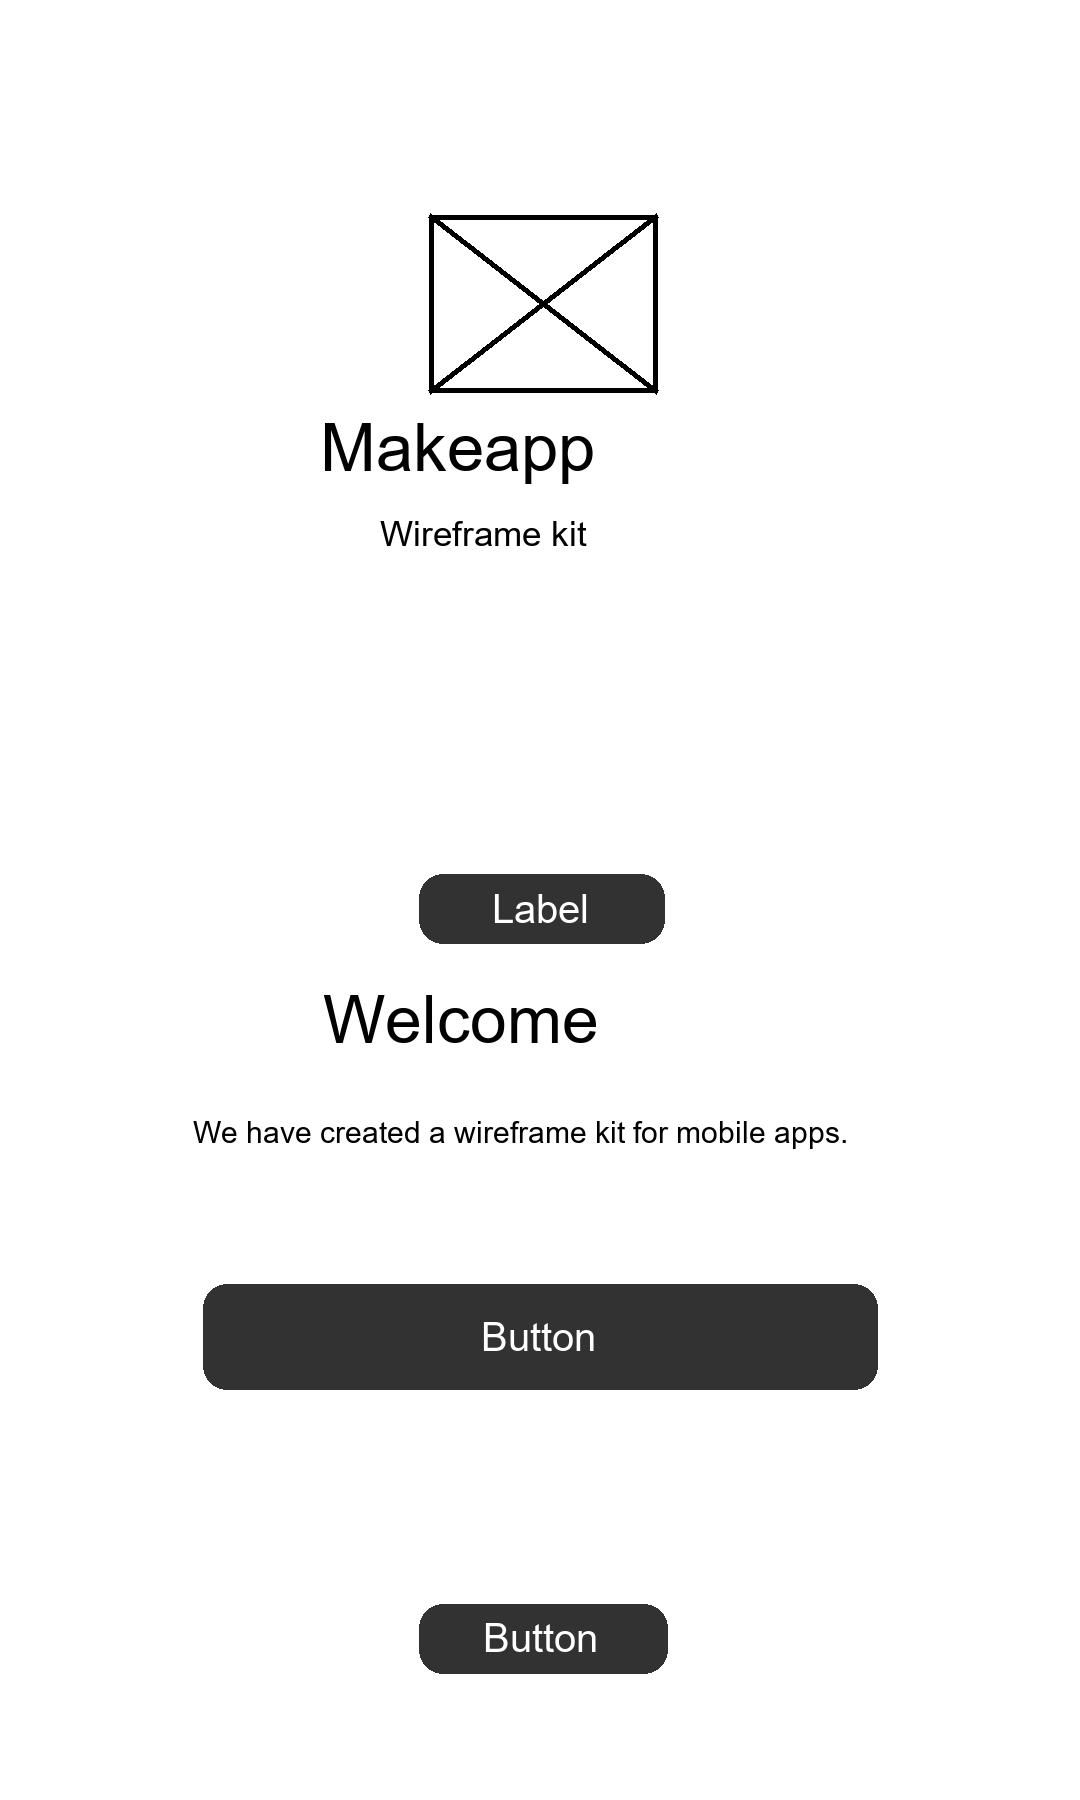 Makeapp
Wireframe kit
Label
Welcome
We have created a wireframe kit for mobile apps.
Button
Button